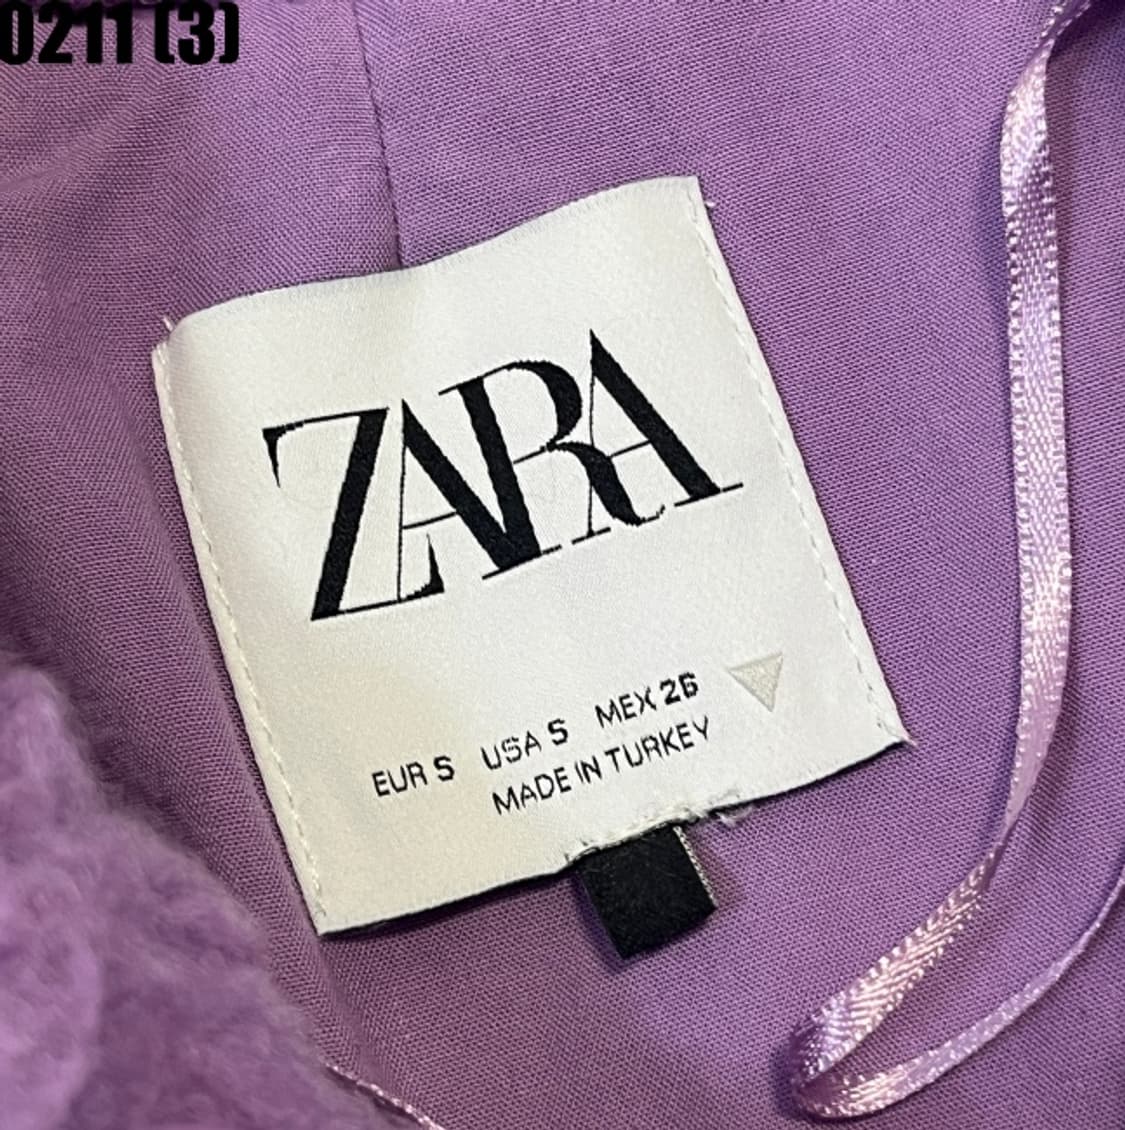 0211 (3)
ZARA
EUR S USA S MEX 26
MADE IN TURKEY